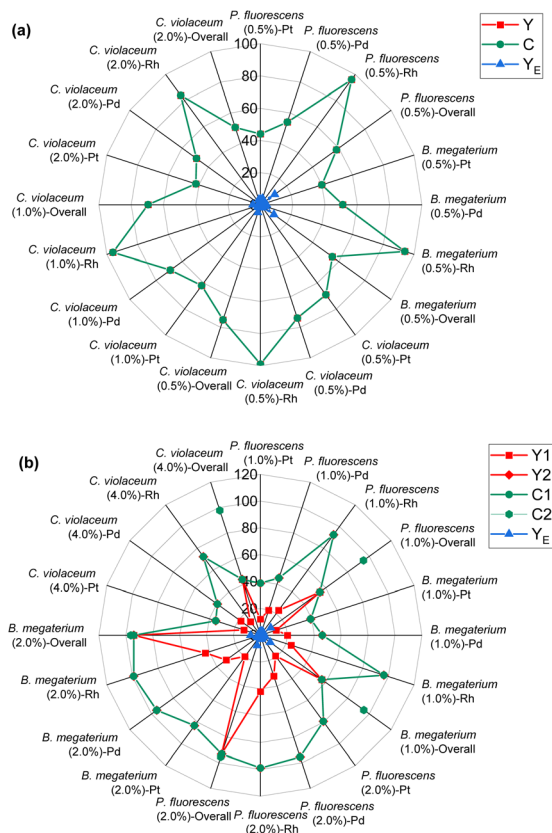 (a)
P. fluorescens
(0.5%)-Pt
P. fluorescens
(0.5%)-Pd
P. fluorescens
(0.5%)-Rh
P. fluorescens
(0.5%)-Overall
B. megaterium
(0.5%)-Pt
B. megaterium
(0.5%)-Pd
B. megaterium
(0.5%)-Rh
B. megaterium
(0.5%)-Overall
C. violaceum
(0.5%)-Pt
C. violaceum
(0.5%)-Pd
C. violaceum
(0.5%)-Rh
C. violaceum
(0.5%)-Overall
C. violaceum
(1.0%)-Pt
C. violaceum
(1.0%)-Pd
C. violaceum
(1.0%)-Rh
C. violaceum
(1.0%)-Overall
C. violaceum
(2.0%)-Pt
C. violaceum
(2.0%)-Pd
C. violaceum
(2.0%)-Rh
C. violaceum
(2.0%)-Overall
100
80
60
40
20
0
Y
C
YE
(b)
P. fluorescens
(1.0%)-Pt
P. fluorescens
(1.0%)-Pd
P. fluorescens
(1.0%)-Rh
P. fluorescens
(1.0%)-Overall
B. megaterium
(1.0%)-Pt
B. megaterium
(1.0%)-Pd
B. megaterium
(1.0%)-Rh
B. megaterium
(1.0%)-Overall
P. fluorescens
(2.0%)-Pt
P. fluorescens
(2.0%)-Pd
P. fluorescens
(2.0%)-Rh
P. fluorescens
(2.0%)-Overall
B. megaterium
(2.0%)-Pt
B. megaterium
(2.0%)-Pd
B. megaterium
(2.0%)-Rh
B. megaterium
(2.0%)-Overall
C. violaceum
(4.0%)-Pt
C. violaceum
(4.0%)-Pd
C. violaceum
(4.0%)-Rh
C. violaceum
(4.0%)-Overall
120
100
80
60
40
20
0
Y1
Y2
C1
C2
YE